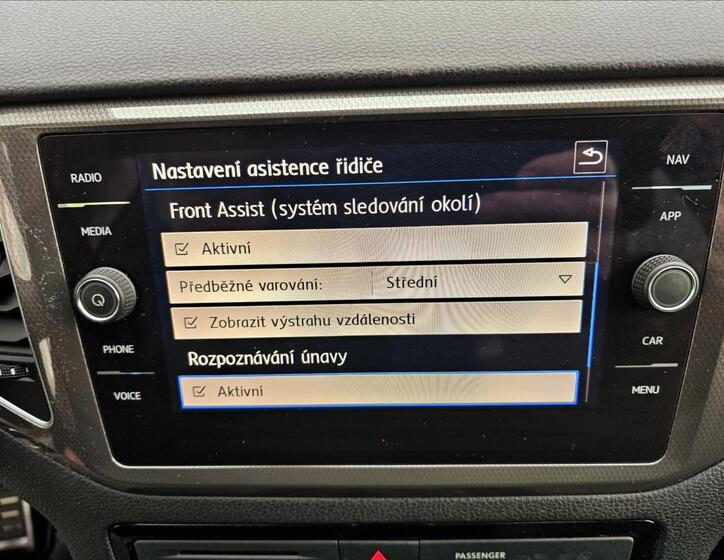 RADIO
MEDIA
PHONE
VOICE
Nastavení asistence řidiče
Front Assist (systém sledování okolí)
Aktivní
Předběžné varování: Střední
Zobrazit výstrahu vzdálenosti
Rozpoznávání únavy
Aktivní
NAV
APP
CAR
MENU
PASSENGER